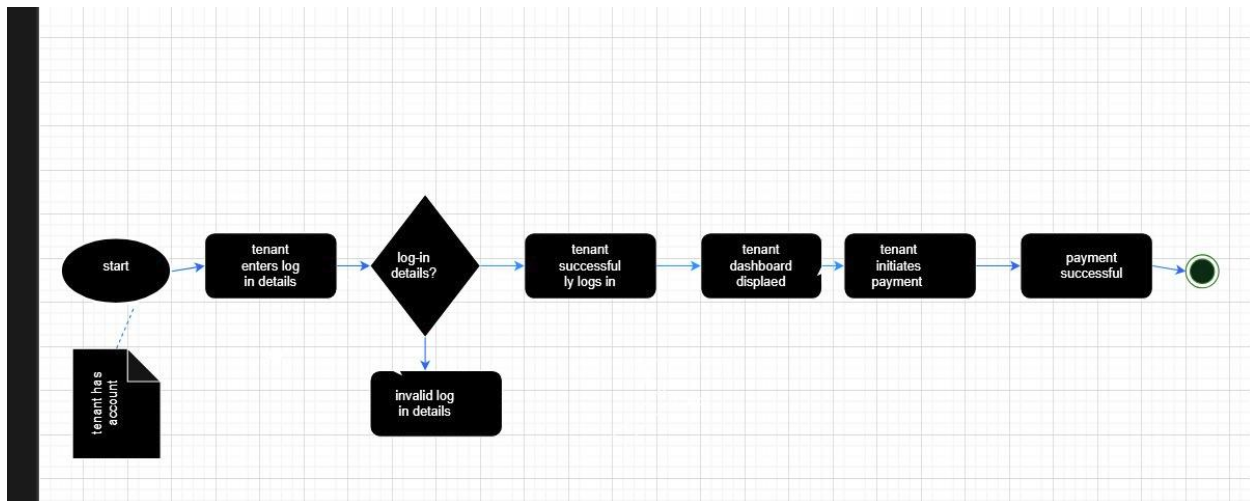 start
tenant
enters log
in details
log-in
details?
tenant
successful
ly logs in
tenant
dashboard
displaed
tenant
initiates
payment
payment
successful
invalid log
in details
tenant has
account